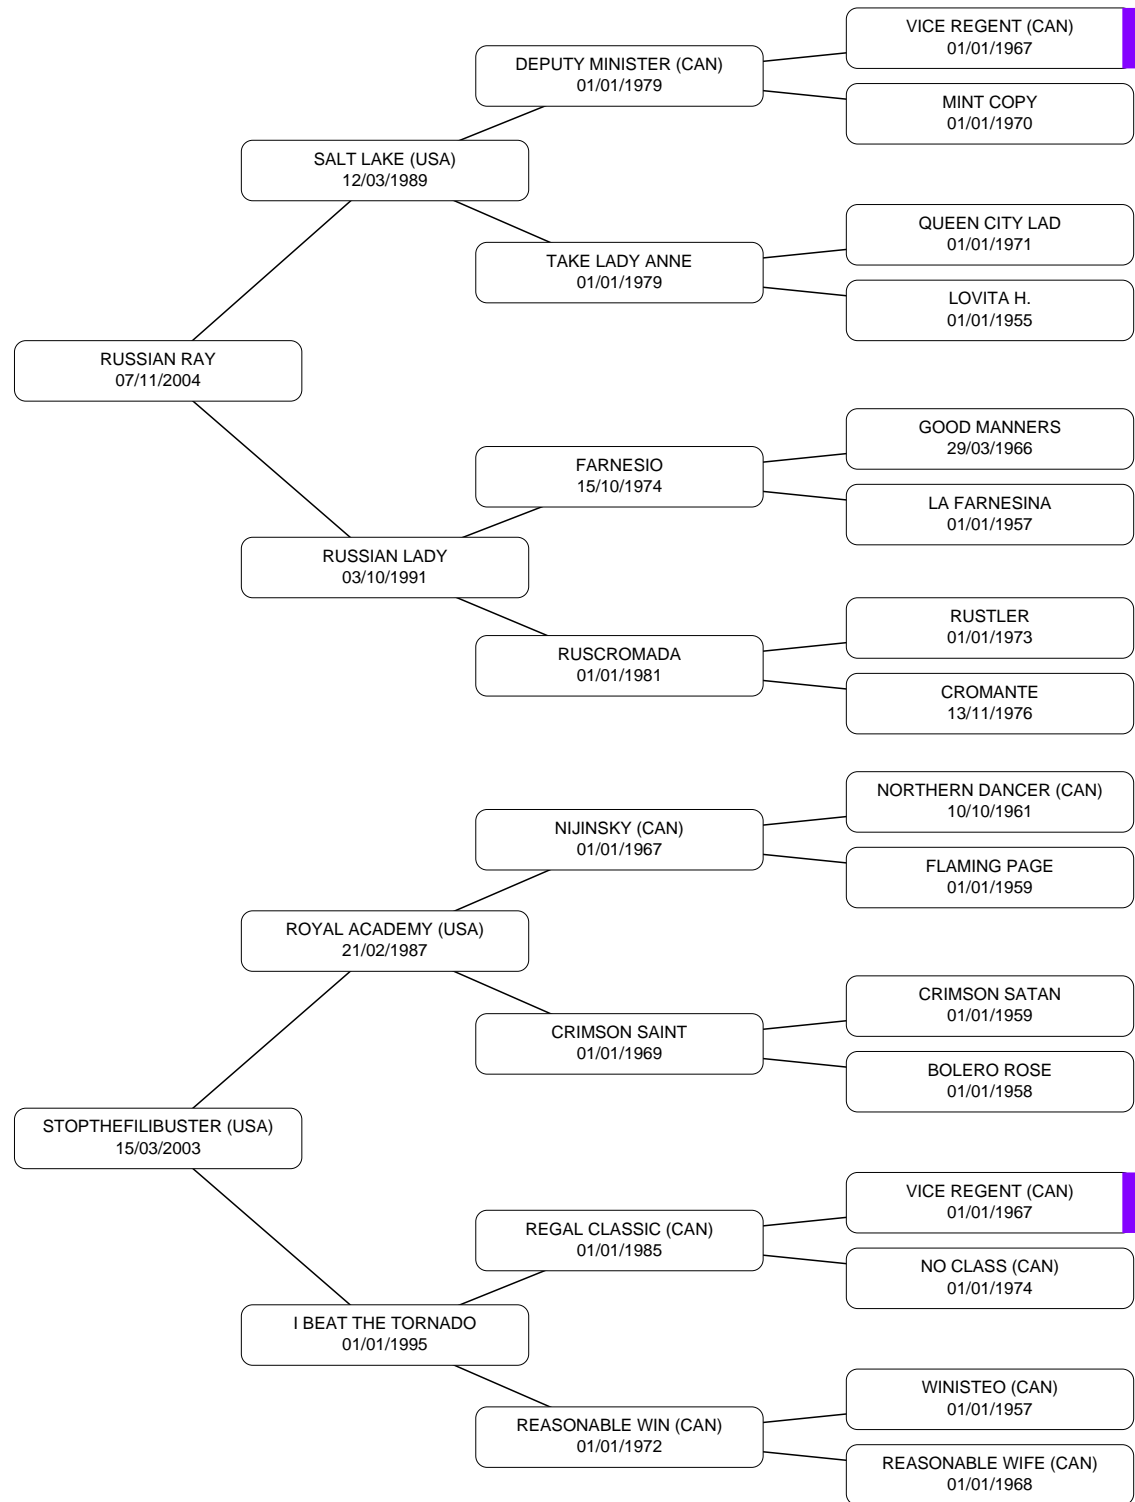 VICE REGENT (CAN)
01/01/1967
DEPUTY MINISTER (CAN)
01/01/1979
MINT COPY
01/01/1970
SALT LAKE (USA)
12/03/1989
QUEEN CITY LAD
01/01/1971
TAKE LADY ANNE
01/01/1979
LOVITA H.
01/01/1955
RUSSIAN RAY
07/11/2004
GOOD MANNERS
29/03/1966
FARNESIO
15/10/1974
LA FARNESINA
01/01/1957
RUSSIAN LADY
03/10/1991
RUSTLER
01/01/1973
RUSCROMADA
01/01/1981
CROMANTE
13/11/1976
NORTHERN DANCER (CAN)
10/10/1961
NIJINSKY (CAN)
01/01/1967
FLAMING PAGE
01/01/1959
ROYAL ACADEMY (USA)
21/02/1987
CRIMSON SATAN
01/01/1959
CRIMSON SAINT
01/01/1969
BOLERO ROSE
01/01/1958
STOPTHEFILIBUSTER (USA)
15/03/2003
VICE REGENT (CAN)
01/01/1967
REGAL CLASSIC (CAN)
01/01/1985
NO CLASS (CAN)
01/01/1974
I BEAT THE TORNADO
01/01/1995
WINISTEO (CAN)
01/01/1957
REASONABLE WIN (CAN)
01/01/1972
REASONABLE WIFE (CAN)
01/01/1968